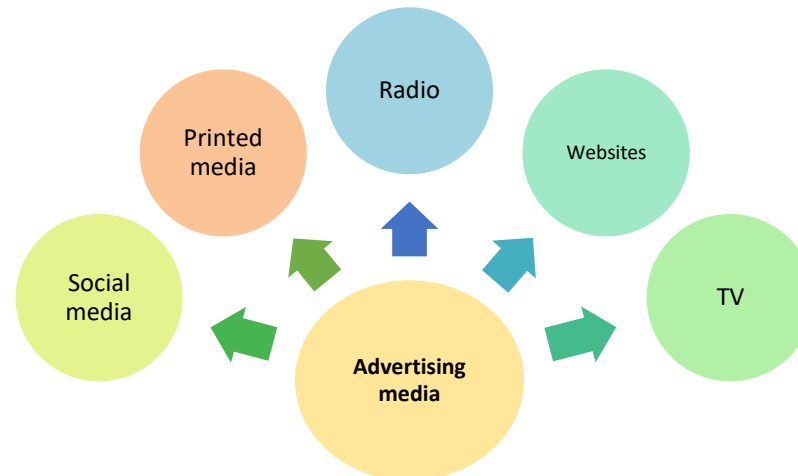 Radio
Printed
media
Websites
Social
media
TV
Advertising
media